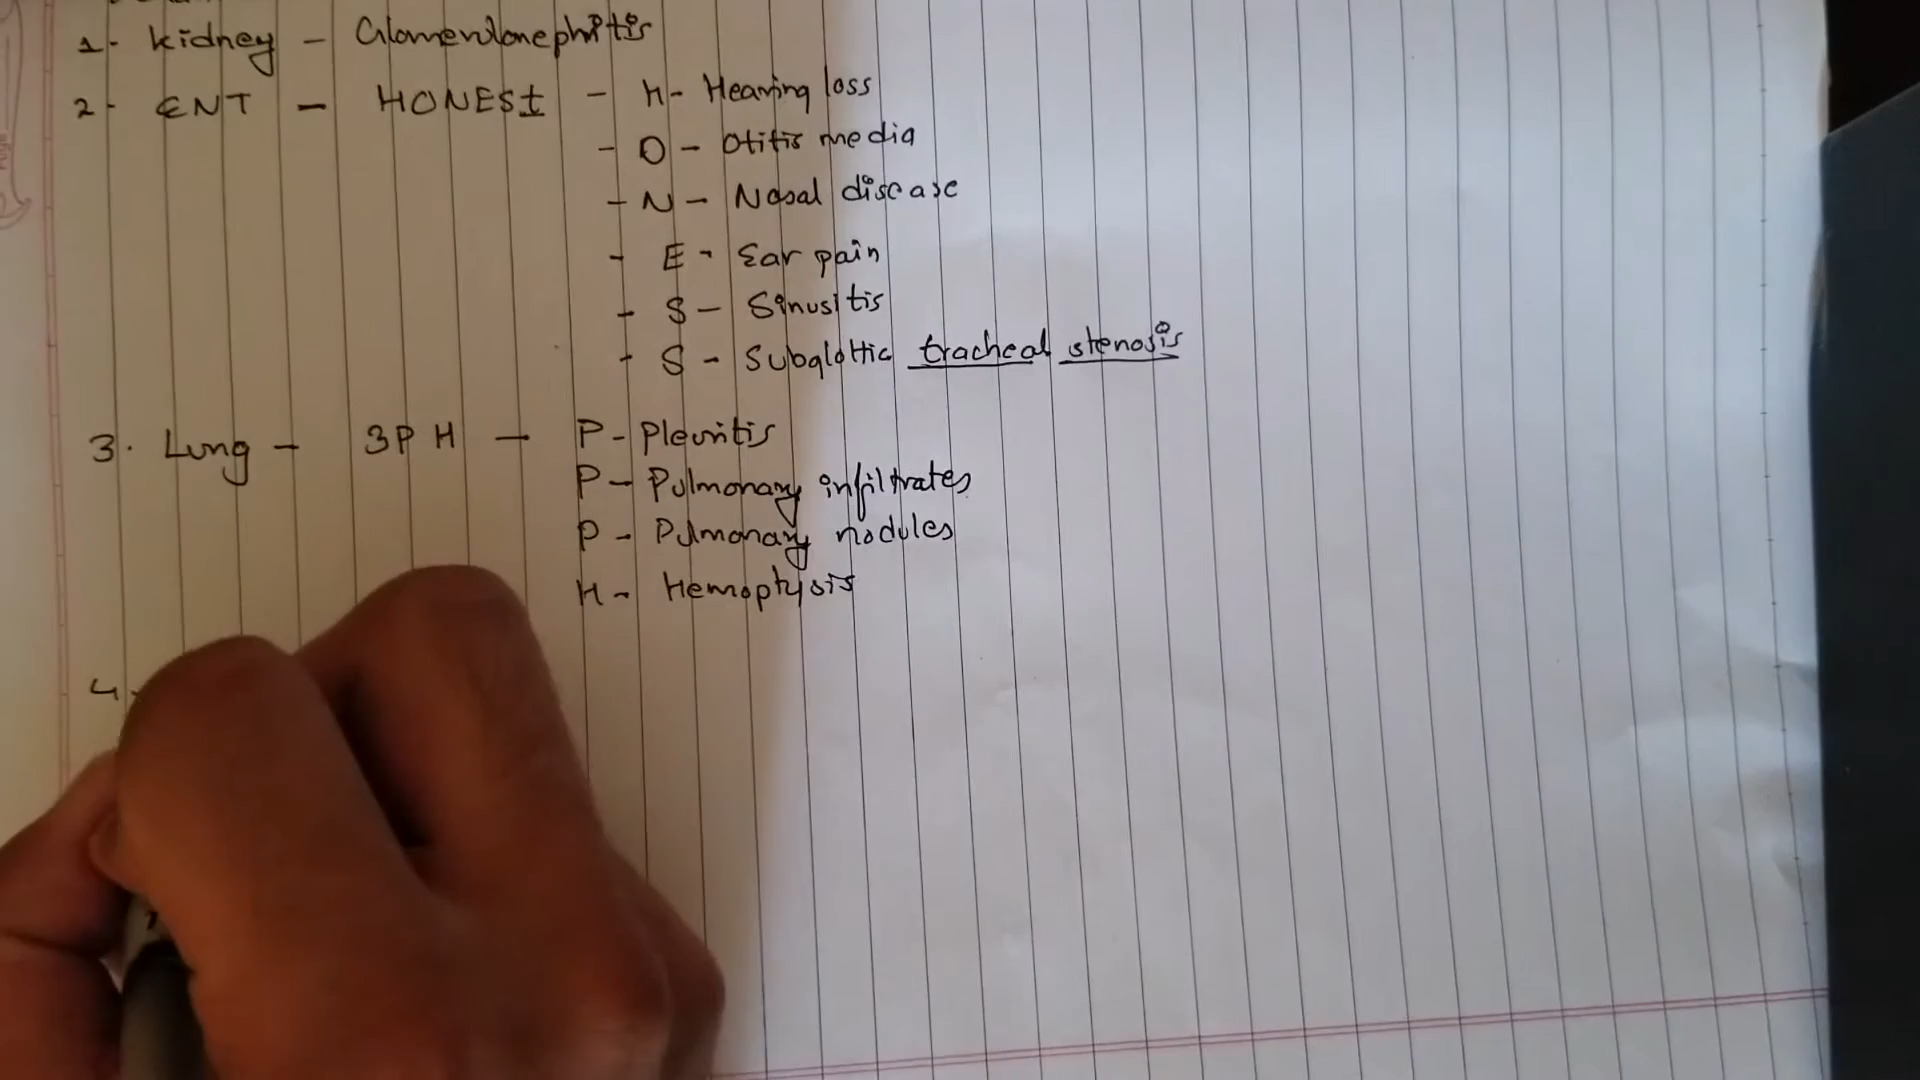 1- Kidney - Glomerulonephritis
2- ENT - HONEST - H- Hearing loss
- O - Otitis media
- N - Nasal disease
- E - Ear pain
- S - Sinusitis
- S - Subglottic tracheal stenosis
3. Lung - 3PH - P - Pleuritis
P - Pulmonary infiltrates
P - Pulmonary nodules
H - Hemoptysis
4.